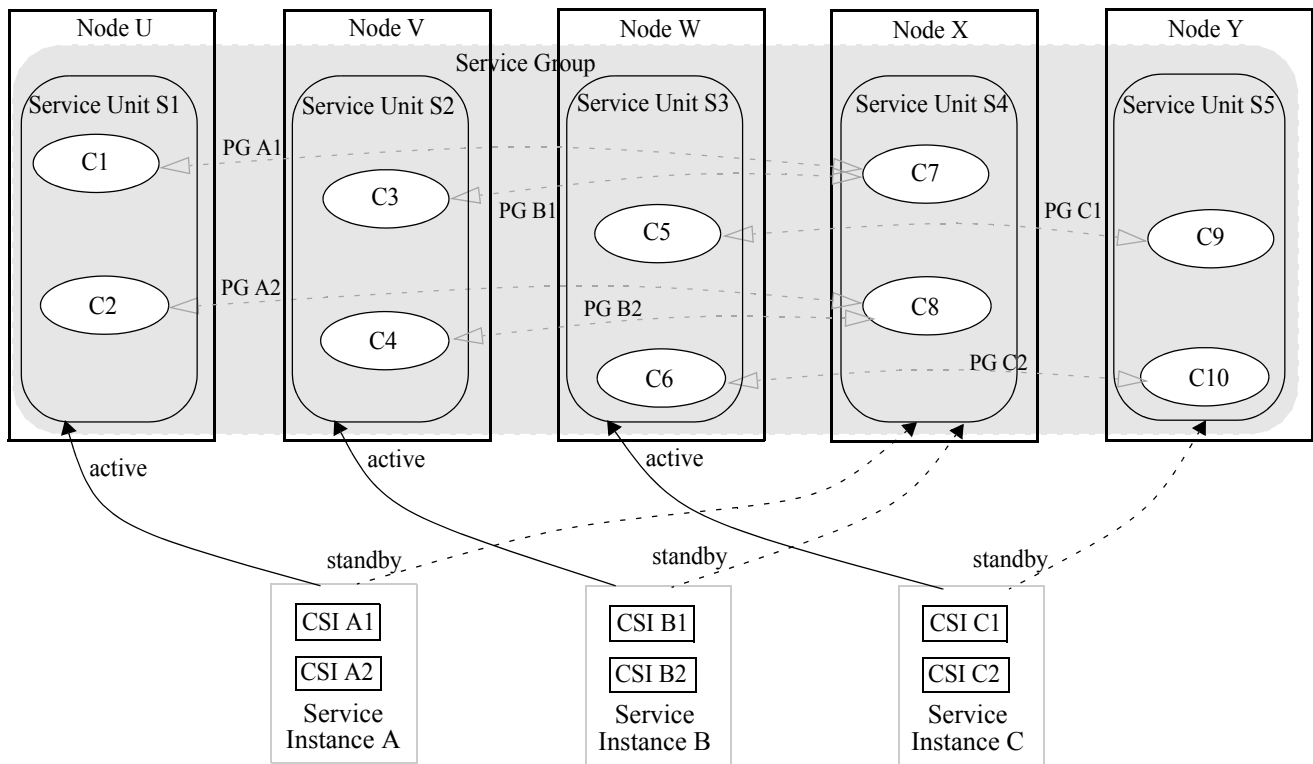 Node U
Node V
Node W
Node X
Node Y
Service Group
Service Unit S1
Service Unit S2
Service Unit S3
Service Unit S4
Service Unit S5
C1
PG A1
C7
C3
PG B1
C5
PG C1
C9
C2
PG A2
C8
PG B2
C4
C6
PG C2
C10
active
active
active
standby
standby
standby
CSI A1
CSI A2
Service
Instance A
CSI B1
CSI B2
Service
Instance B
CSI C1
CSI C2
Service
Instance C